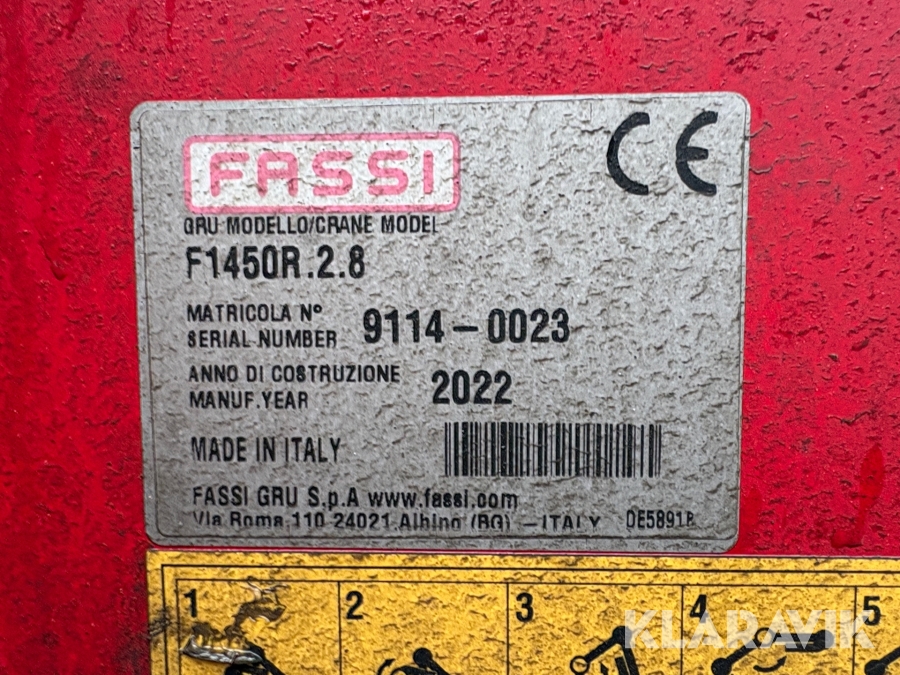 FASSI
CE
GRU MODELLO/CRANE MODEL
F1450R.2.8
MATRICOLA Nº
SERIAL NUMBER 9114-0023
ANNO DI COSTRUZIONE
MANUF.YEAR 2022
MADE IN ITALY
FASSI GRU S.p.A www.fassi.com
Via Roma 110 24021 Albino (BG) - ITALY
1 2 3 4 5
KLARAVIK